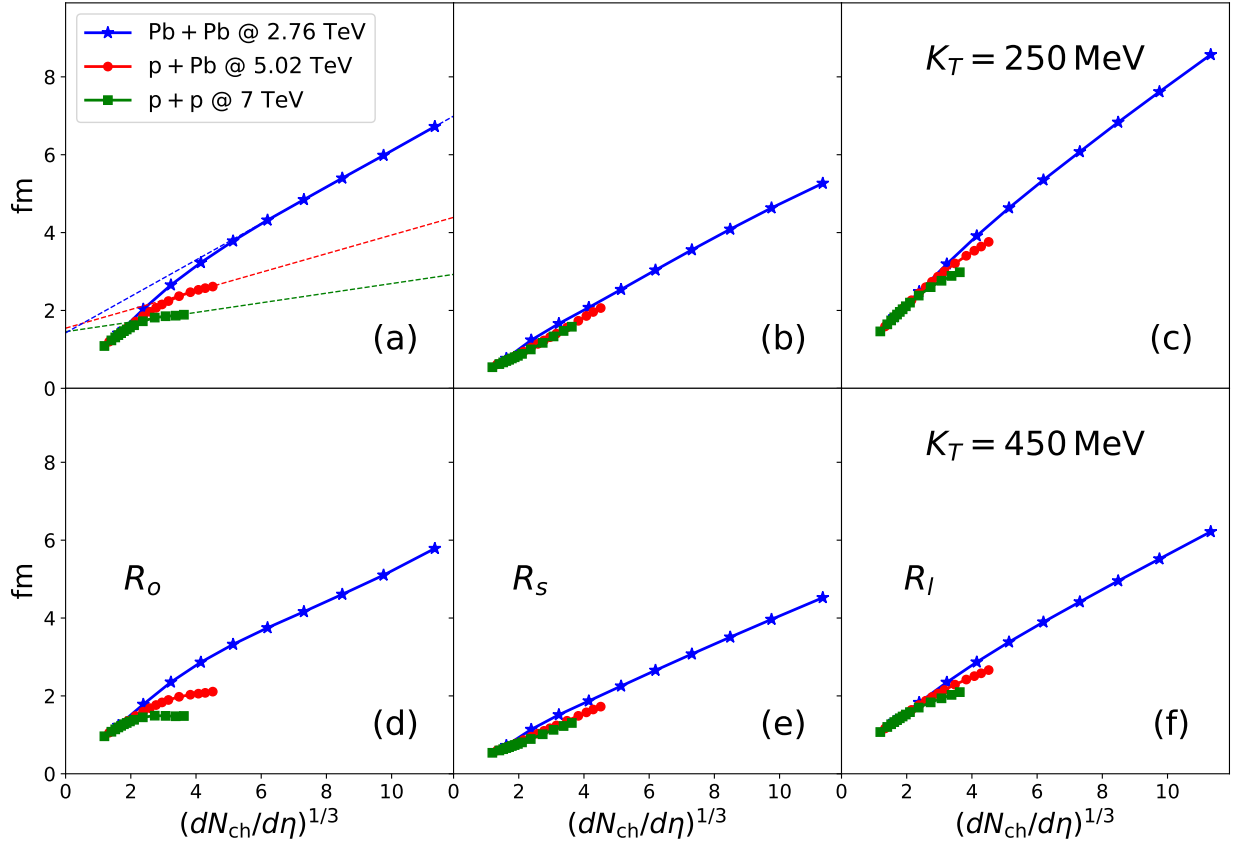 Pb + Pb @ 2.76 TeV
p + Pb @ 5.02 TeV
p + p @ 7 TeV
K_T = 250 MeV
8
6
4
2
0
fm
(a)
(b)
(c)
K_T = 450 MeV
8
6
4
2
0
fm
R_o
R_s
R_l
(d)
(e)
(f)
0 2 4 6 8 10
0 2 4 6 8 10
0 2 4 6 8 10
(dN_ch/dη)^{1/3}
(dN_ch/dη)^{1/3}
(dN_ch/dη)^{1/3}